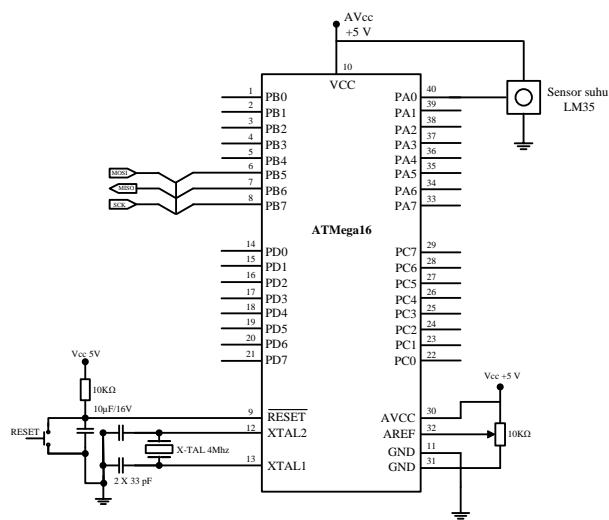 AVcc
+5 V
10
VCC
1 PB0
2 PB1
3 PB2
4 PB3
5 PB4
6 PB5
7 PB6
8 PB7
MOSI
MISO
SCK
40 PA0
39 PA1
38 PA2
37 PA3
36 PA4
35 PA5
34 PA6
33 PA7
Sensor suhu
LM35
ATMega16
14 PD0
15 PD1
16 PD2
17 PD3
18 PD4
19 PD5
20 PD6
21 PD7
29 PC7
28 PC6
27 PC5
26 PC4
25 PC3
24 PC2
23 PC1
22 PC0
Vcc 5V
10KΩ
10µF/16V
RESET
9 RESET
12 XTAL2
13 XTAL1
X-TAL 4Mhz
2 X 33 pF
Vcc +5 V
30 AVCC
32 AREF
11 GND
31 GND
10KΩ